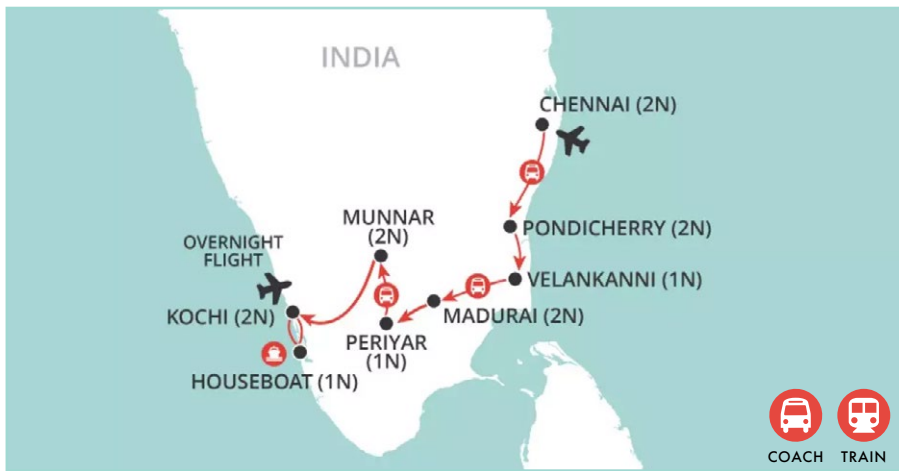 INDIA
CHENNAI (2N)
MUNNAR
(2N)
PONDICHERRY (2N)
OVERNIGHT
FLIGHT
VELANKANNI (1N)
KOCHI (2N)
MADURAI (2N)
PERIYAR
(1N)
HOUSEBOAT (1N)
COACH
TRAIN